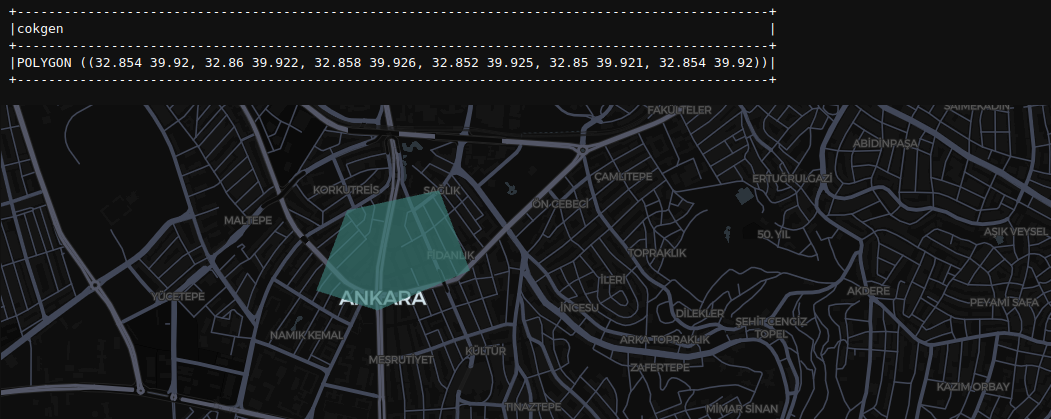 +------------------------------------------------------------------------------------------------+
|cokgen                                                                                          |
+------------------------------------------------------------------------------------------------+
|POLYGON ((32.854 39.92, 32.86 39.922, 32.858 39.926, 32.852 39.925, 32.85 39.921, 32.854 39.92))|
+------------------------------------------------------------------------------------------------+
FAKÜLTELER
SAİMEKADIN
ABİDİNPAŞA
ÇAMLITEPE
ERTUĞRULGAZİ
KORKUTREİS
SAĞLIK
ÖN CEBECİ
MALTEPE
50. YIL
AŞIK VEYSEL
FİDANLIK
TOPRAKLIK
İLERİ
AKDERE
YÜCETEPE
ANKARA
PEYAMİ SAFA
İNCESU
DİLEKLER
ŞEHİT CENGİZ
TOPEL
NAMIK KEMAL
ARKA TOPRAKLIK
KÜLTÜR
MEŞRUTİYET
ZAFERTEPE
KAZIM ORBAY
TINAZTEPE
MİMAR SİNAN